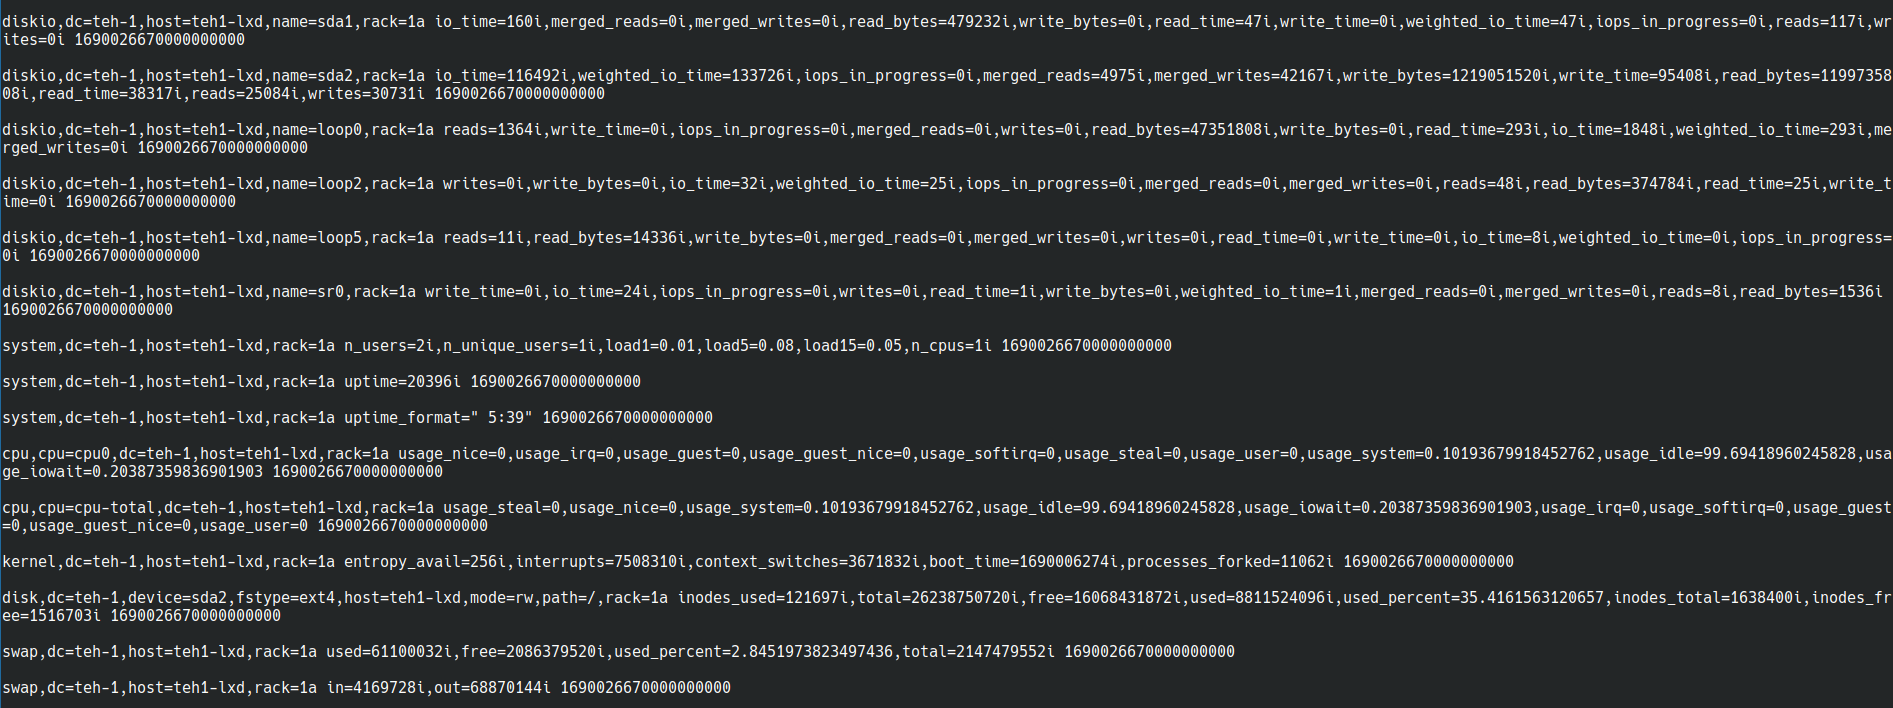 diskio,dc=teh-1,host=teh1-lxd,name=sda1,rack=1a io_time=160i,merged_reads=0i,merged_writes=0i,read_bytes=479232i,write_bytes=0i,read_time=47i,write_time=0i,weighted_io_time=47i,iops_in_progress=0i,reads=117i,wr
ites=0i 1690026670000000000
diskio,dc=teh-1,host=teh1-lxd,name=sda2,rack=1a io_time=116492i,weighted_io_time=133726i,iops_in_progress=0i,merged_reads=4975i,merged_writes=42167i,write_bytes=1219051520i,write_time=95408i,read_bytes=11997358
08i,read_time=38317i,reads=25084i,writes=30731i 1690026670000000000
diskio,dc=teh-1,host=teh1-lxd,name=loop0,rack=1a reads=1364i,write_time=0i,iops_in_progress=0i,merged_reads=0i,writes=0i,read_bytes=47351808i,write_bytes=0i,read_time=293i,io_time=1848i,weighted_io_time=293i,me
rged_writes=0i 1690026670000000000
diskio,dc=teh-1,host=teh1-lxd,name=loop2,rack=1a writes=0i,write_bytes=0i,io_time=32i,weighted_io_time=25i,iops_in_progress=0i,merged_reads=0i,merged_writes=0i,reads=48i,read_bytes=374784i,read_time=25i,write_t
ime=0i 1690026670000000000
diskio,dc=teh-1,host=teh1-lxd,name=loop5,rack=1a reads=11i,read_bytes=14336i,write_bytes=0i,merged_reads=0i,merged_writes=0i,writes=0i,read_time=0i,write_time=0i,io_time=8i,weighted_io_time=0i,iops_in_progress=
0i 1690026670000000000
diskio,dc=teh-1,host=teh1-lxd,name=sr0,rack=1a write_time=0i,io_time=24i,iops_in_progress=0i,writes=0i,read_time=1i,write_bytes=0i,weighted_io_time=1i,merged_reads=0i,merged_writes=0i,reads=8i,read_bytes=1536i
1690026670000000000
system,dc=teh-1,host=teh1-lxd,rack=1a n_users=2i,n_unique_users=1i,load1=0.01,load5=0.08,load15=0.05,n_cpus=1i 1690026670000000000
system,dc=teh-1,host=teh1-lxd,rack=1a uptime=20396i 1690026670000000000
system,dc=teh-1,host=teh1-lxd,rack=1a uptime_format=" 5:39" 1690026670000000000
cpu,cpu=cpu0,dc=teh-1,host=teh1-lxd,rack=1a usage_nice=0,usage_irq=0,usage_guest=0,usage_guest_nice=0,usage_softirq=0,usage_steal=0,usage_user=0,usage_system=0.10193679918452762,usage_idle=99.69418960245828,usa
ge_iowait=0.20387359836901903 1690026670000000000
cpu,cpu=cpu-total,dc=teh-1,host=teh1-lxd,rack=1a usage_steal=0,usage_nice=0,usage_system=0.10193679918452762,usage_idle=99.69418960245828,usage_iowait=0.20387359836901903,usage_irq=0,usage_softirq=0,usage_guest
=0,usage_guest_nice=0,usage_user=0 1690026670000000000
kernel,dc=teh-1,host=teh1-lxd,rack=1a entropy_avail=256i,interrupts=7508310i,context_switches=3671832i,boot_time=1690006274i,processes_forked=11062i 1690026670000000000
disk,dc=teh-1,device=sda2,fstype=ext4,host=teh1-lxd,mode=rw,path=/,rack=1a inodes_used=121697i,total=26238750720i,free=16068431872i,used=8811524096i,used_percent=35.4161563120657,inodes_total=1638400i,inodes_fr
ee=1516703i 1690026670000000000
swap,dc=teh-1,host=teh1-lxd,rack=1a used=61100032i,free=2086379520i,used_percent=2.8451973823497436,total=2147479552i 1690026670000000000
swap,dc=teh-1,host=teh1-lxd,rack=1a in=4169728i,out=68870144i 1690026670000000000